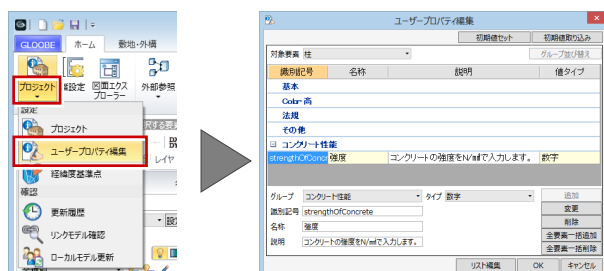 GLOOBE ホーム 敷地・外構
プロジェクト 設定 図面エクスプローラー 外部参照
設定
プロジェクト
ユーザープロパティ編集
レイヤ
経緯度基準点
確認
更新履歴
リンクモデル確認
ローカルモデル更新
ユーザープロパティ編集
初期値セット 初期値取り込み
対象要素 柱 グループ並び替え
識別記号 名称 説明 値タイプ
基本
Color-高
法規
その他
コンクリート性能
strengthOfConc 強度 コンクリートの強度をN/㎟で入力します。 数字
グループ コンクリート性能 タイプ 数字 追加
識別記号 strengthOfConcrete 変更
名称 強度 削除
説明 コンクリートの強度をN/㎟で入力します。 全要素一括追加
全要素一括削除
リスト編集 OK キャンセル